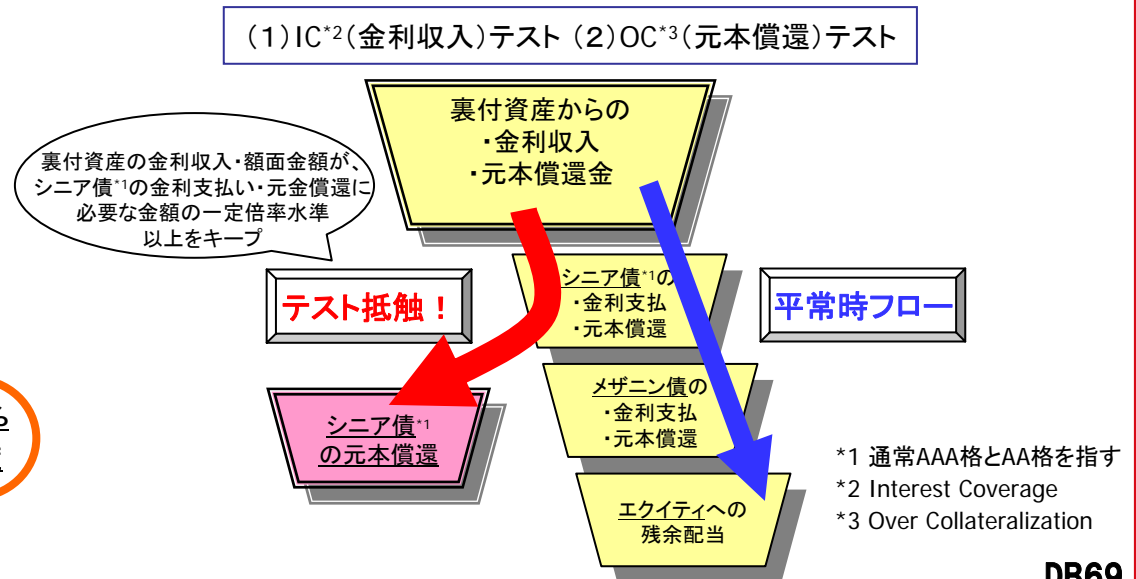 (１)IC*2(金利収入)テスト (２)OC*3(元本償還)テスト
裏付資産からの
・金利収入
・元本償還金
裏付資産の金利収入・額面金額が、
シニア債*1の金利支払い・元金償還に
必要な金額の一定倍率水準
以上をキープ
テスト抵触！
シニア債*1の
・金利支払
・元本償還
平常時フロー
メザニン債の
・金利支払
・元本償還
シニア債*1
の元本償還
エクイティへの
残余配当
*1 通常AAA格とAA格を指す
*2 Interest Coverage
*3 Over Collateralization